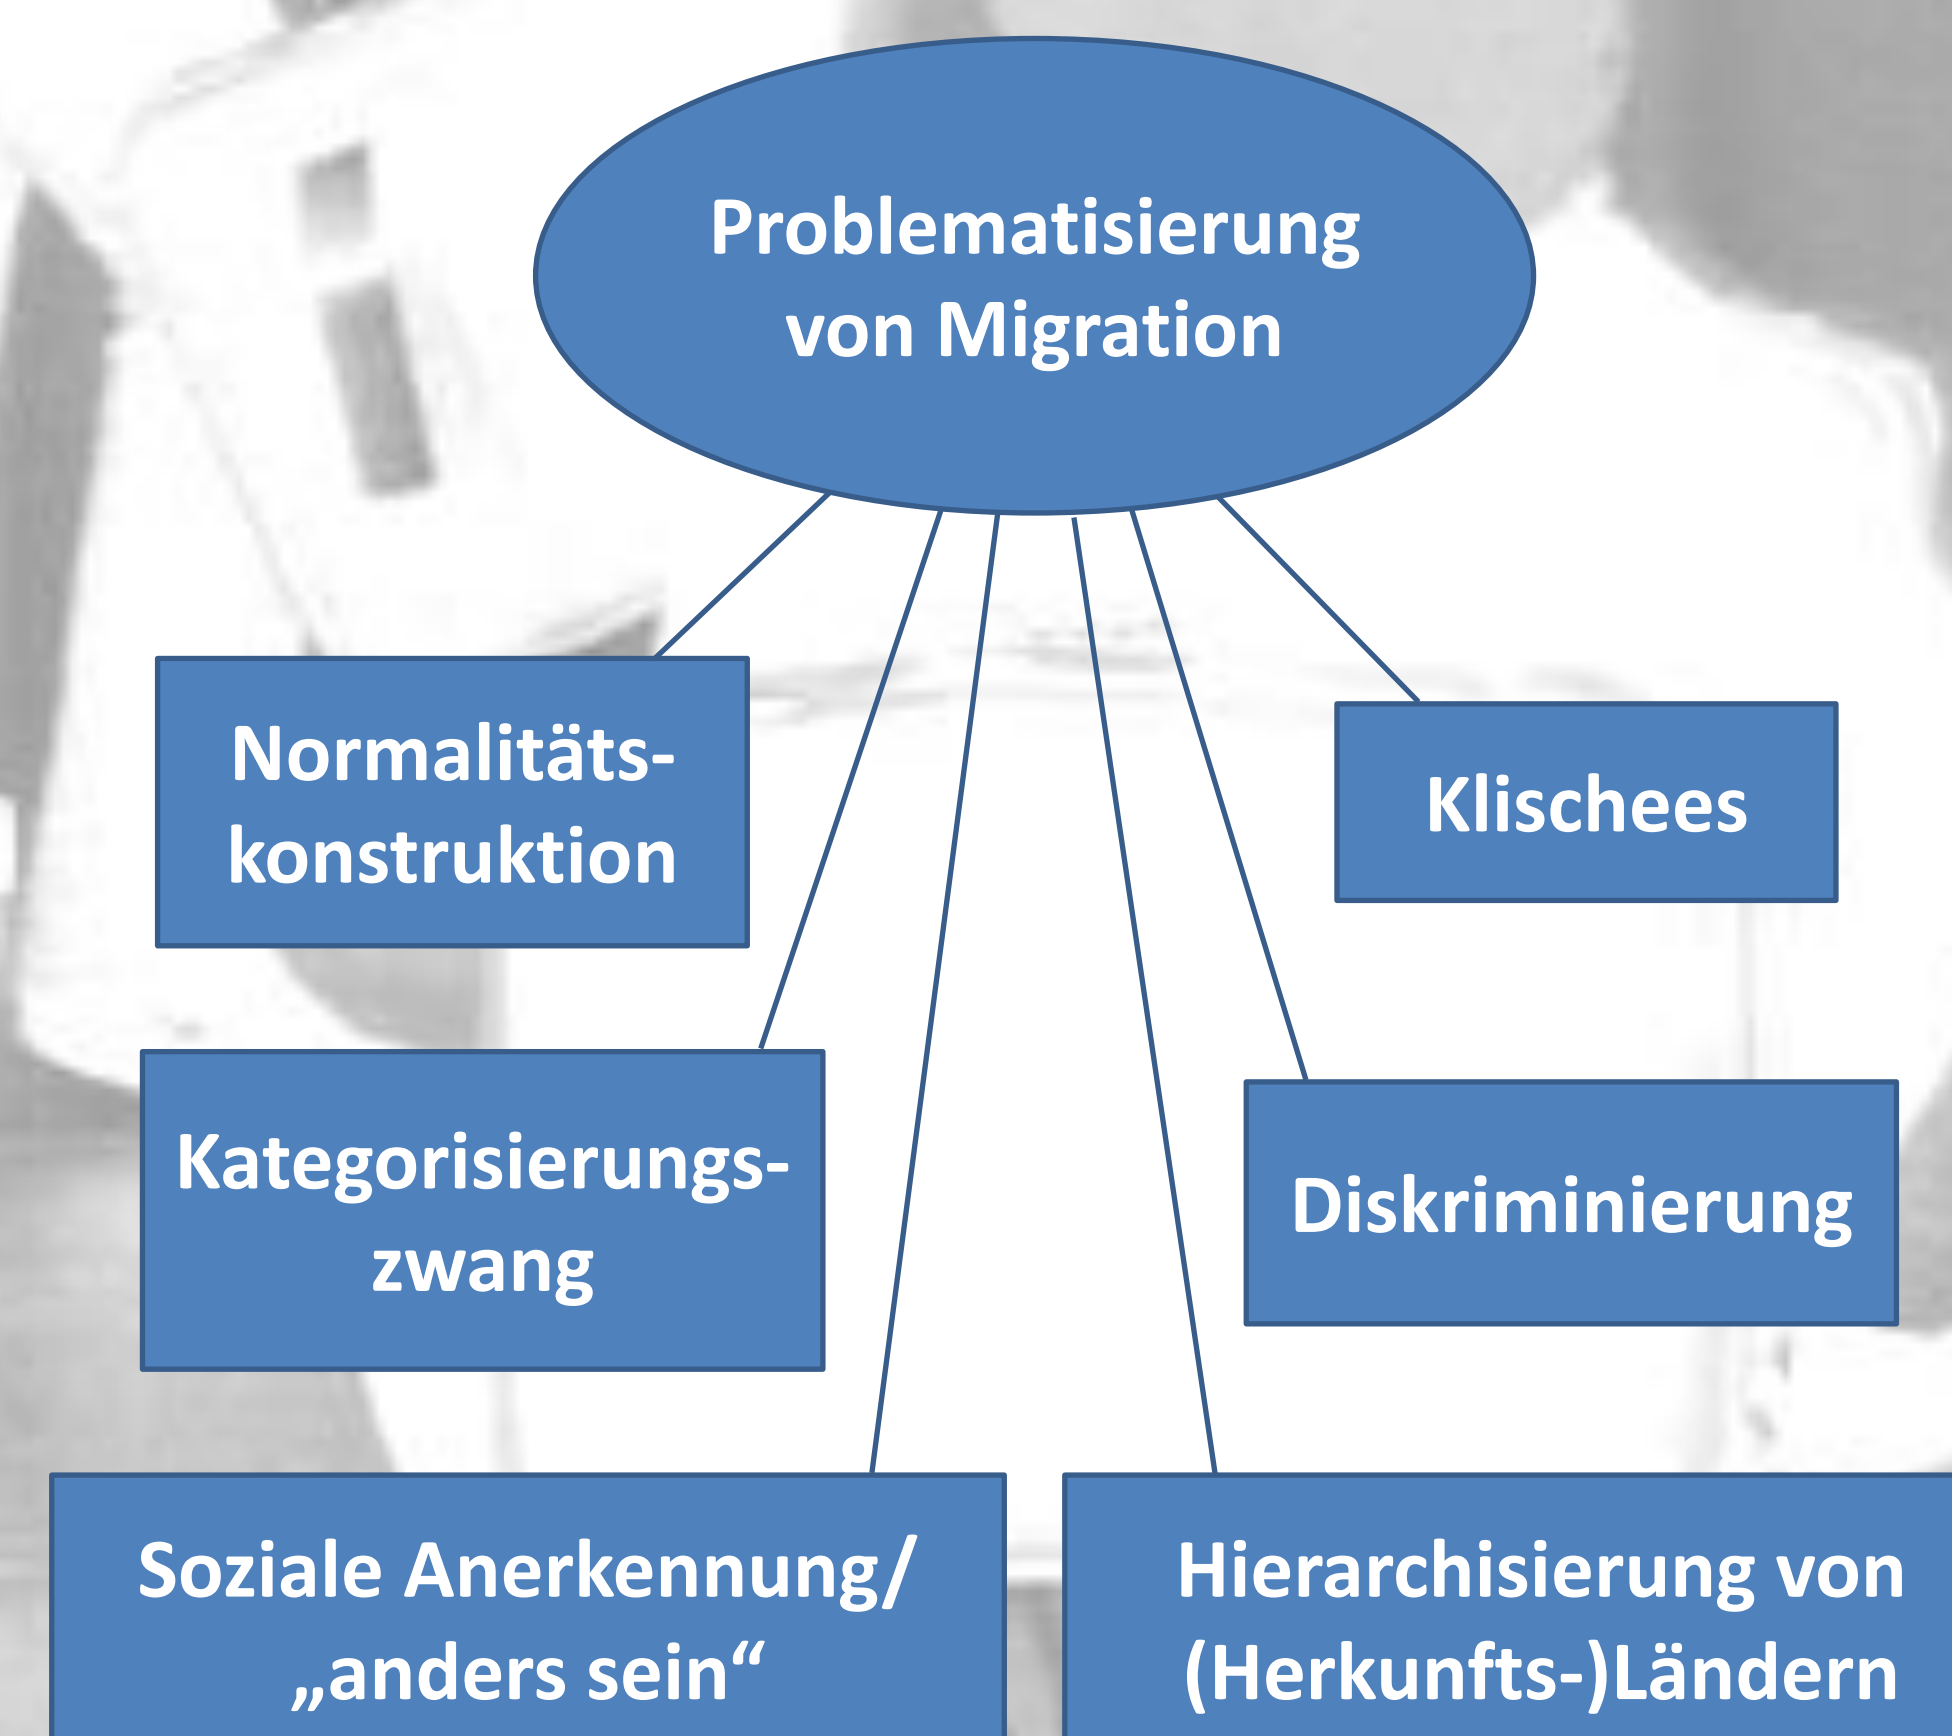 Problematisierung
von Migration
Normalitäts-
konstruktion
Klischees
Kategorisierungs-
zwang
Diskriminierung
Soziale Anerkennung/
„anders sein“
Hierarchisierung von
(Herkunfts-)Ländern